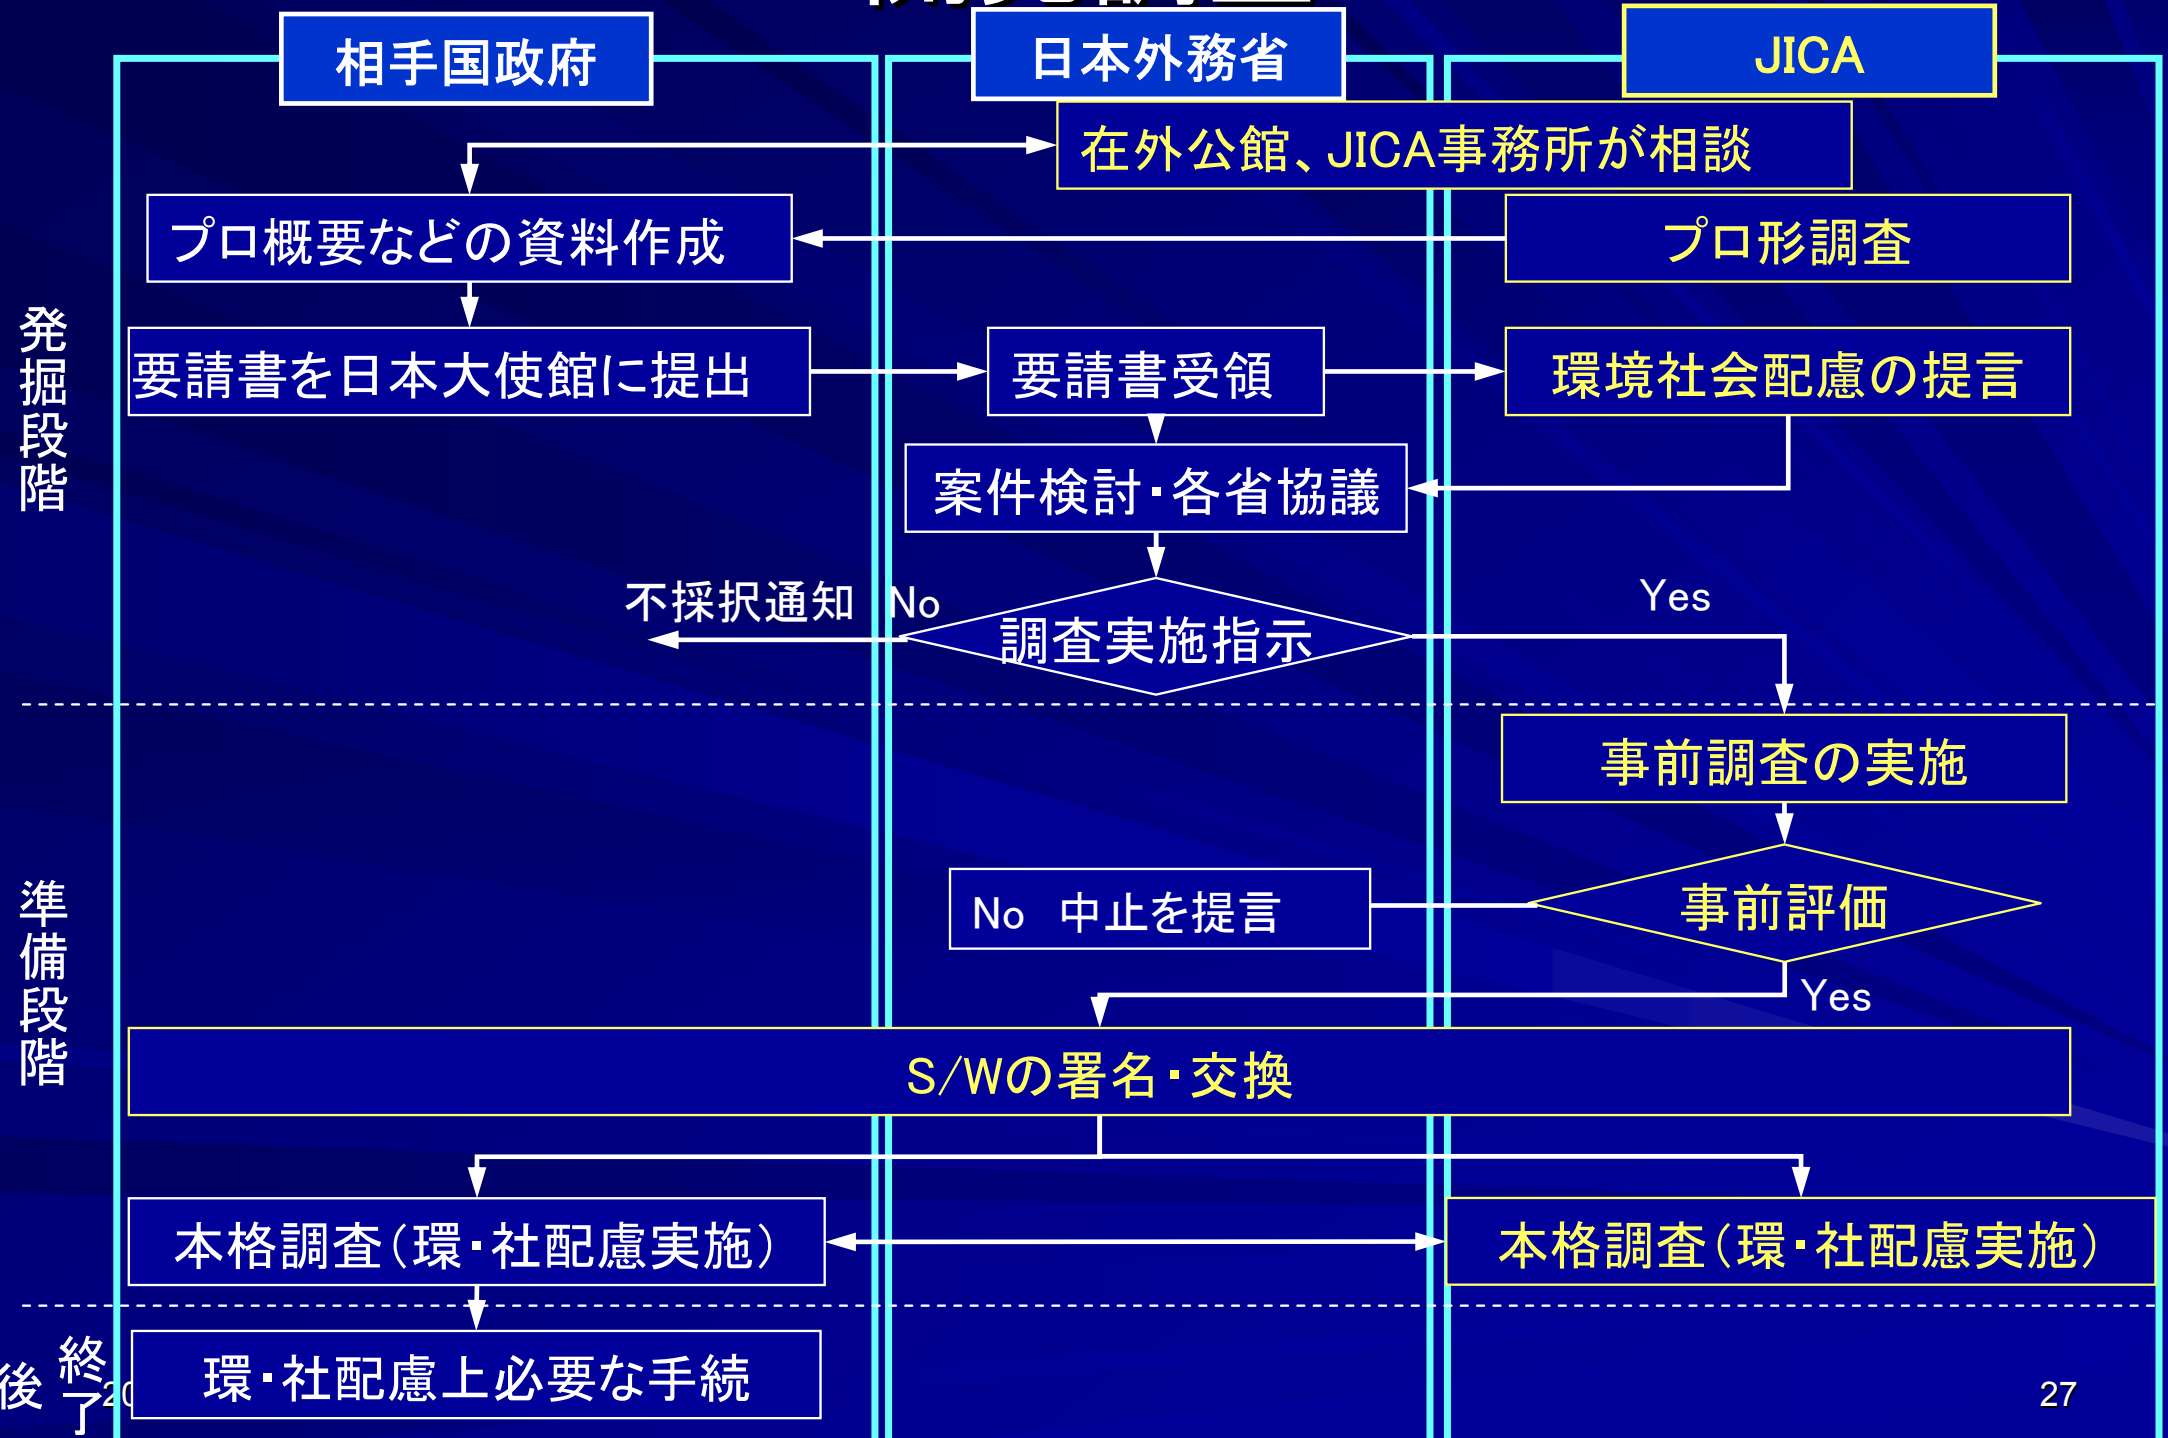 相手国政府
日本外務省
JICA
在外公館、JICA事務所が相談
プロ概要などの資料作成
プロ形調査
発掘段階
要請書を日本大使館に提出
要請書受領
環境社会配慮の提言
案件検討・各省協議
不採択通知 No
調査実施指示
Yes
事前調査の実施
準備段階
No 中止を提言
事前評価
Yes
S/Wの署名・交換
本格調査(環・社配慮実施)
本格調査(環・社配慮実施)
終了
後
環・社配慮上必要な手続
27